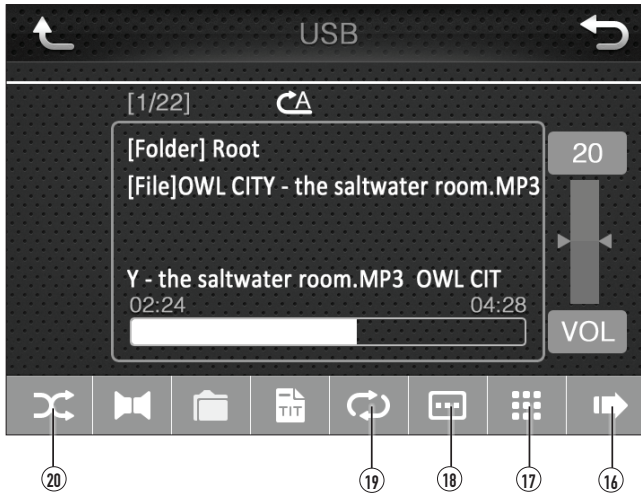 USB
[1/22] A
[Folder] Root
[File]OWL CITY - the saltwater room.MP3
20
Y - the saltwater room.MP3 OWL CIT
02:24 04:28
VOL
TIT
20 19 18 17 16